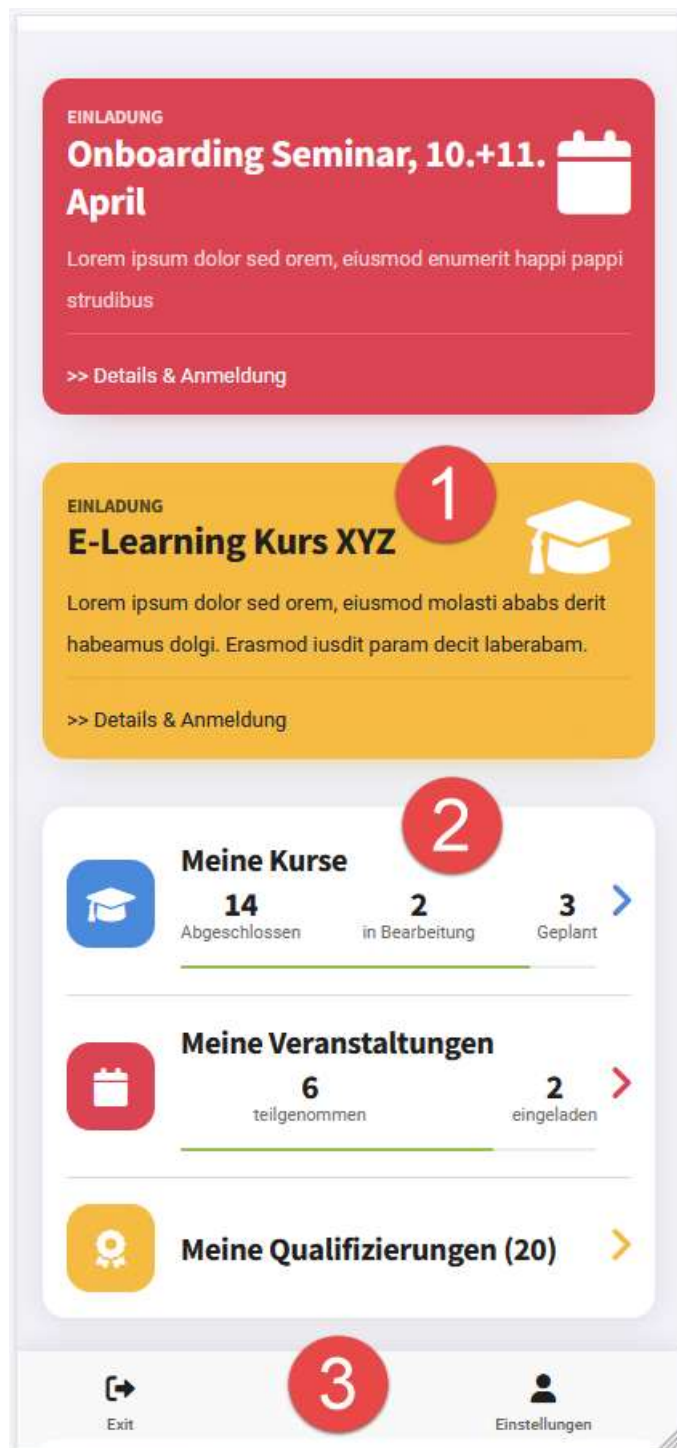 EINLADUNG
Onboarding Seminar, 10.+11.
April
Lorem ipsum dolor sed orem, eiusmod enumerit happi pappi
strudibus
>> Details & Anmeldung
1
EINLADUNG
E-Learning Kurs XYZ
Lorem ipsum dolor sed orem, eiusmod molasti ababs derit
habeamus dolgi. Erasmod iusdit param decit laberabam.
>> Details & Anmeldung
2
Meine Kurse
14 2 3
Abgeschlossen in Bearbeitung Geplant
Meine Veranstaltungen
6 2
teilgenommen eingeladen
Meine Qualifizierungen (20)
3
Exit Einstellungen